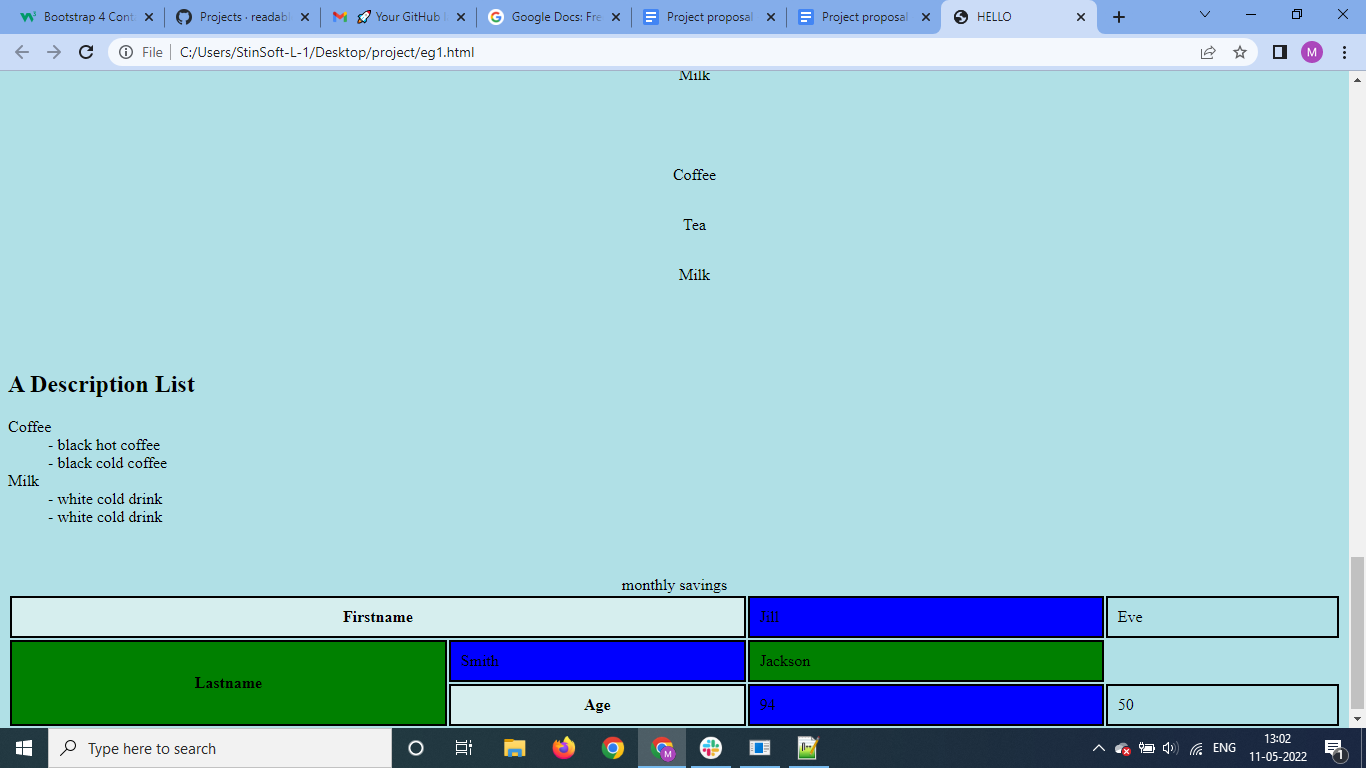 Bootstrap 4 Cont
Projects · readabl
Your GitHub
Google Docs: Fre
Project proposal
Project proposal
HELLO
File
C:/Users/StinSoft-L-1/Desktop/project/eg1.html
M
Milk
Coffee
Tea
Milk
A Description List
Coffee
- black hot coffee
- black cold coffee
Milk
- white cold drink
- white cold drink
monthly savings
Firstname Jill Eve
Smith Jackson
Lastname
Age 94 50
Type here to search
M
ENG
13:02
11-05-2022
1